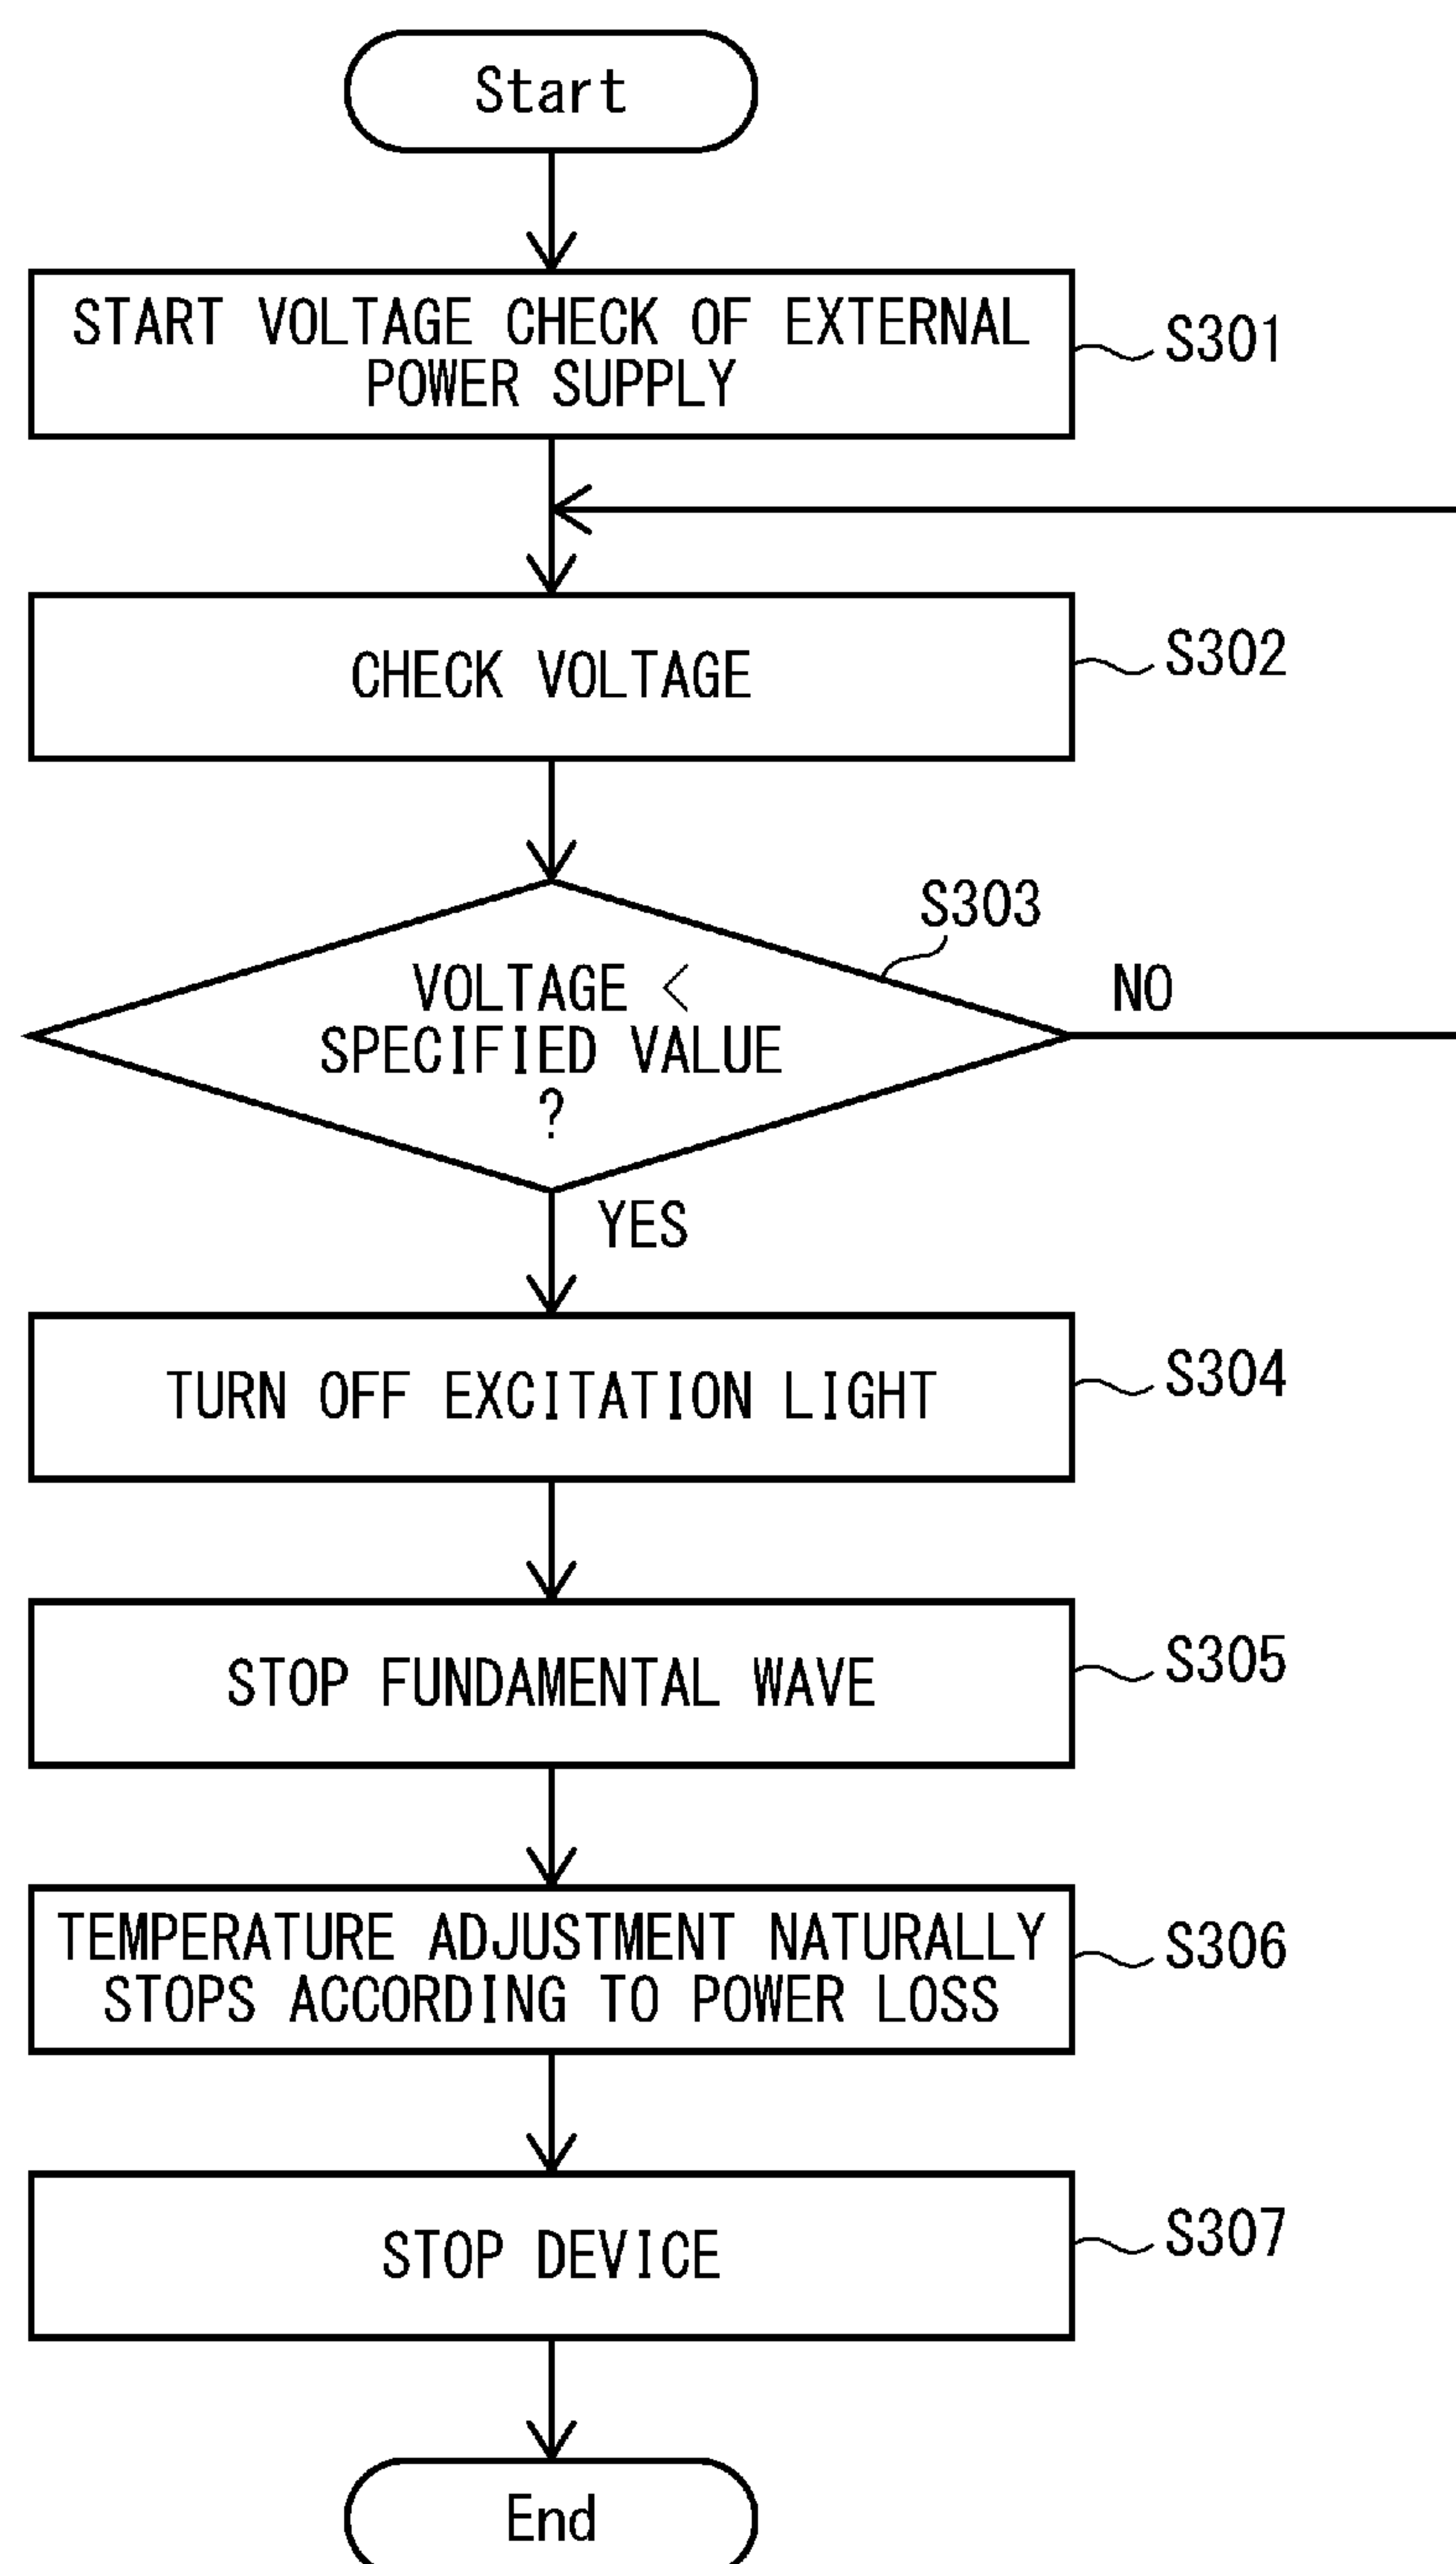 Start
START VOLTAGE CHECK OF EXTERNAL
POWER SUPPLY
S301
CHECK VOLTAGE
S302
S303
VOLTAGE <
SPECIFIED VALUE
?
NO
YES
TURN OFF EXCITATION LIGHT
S304
STOP FUNDAMENTAL WAVE
S305
TEMPERATURE ADJUSTMENT NATURALLY
STOPS ACCORDING TO POWER LOSS
S306
STOP DEVICE
S307
End